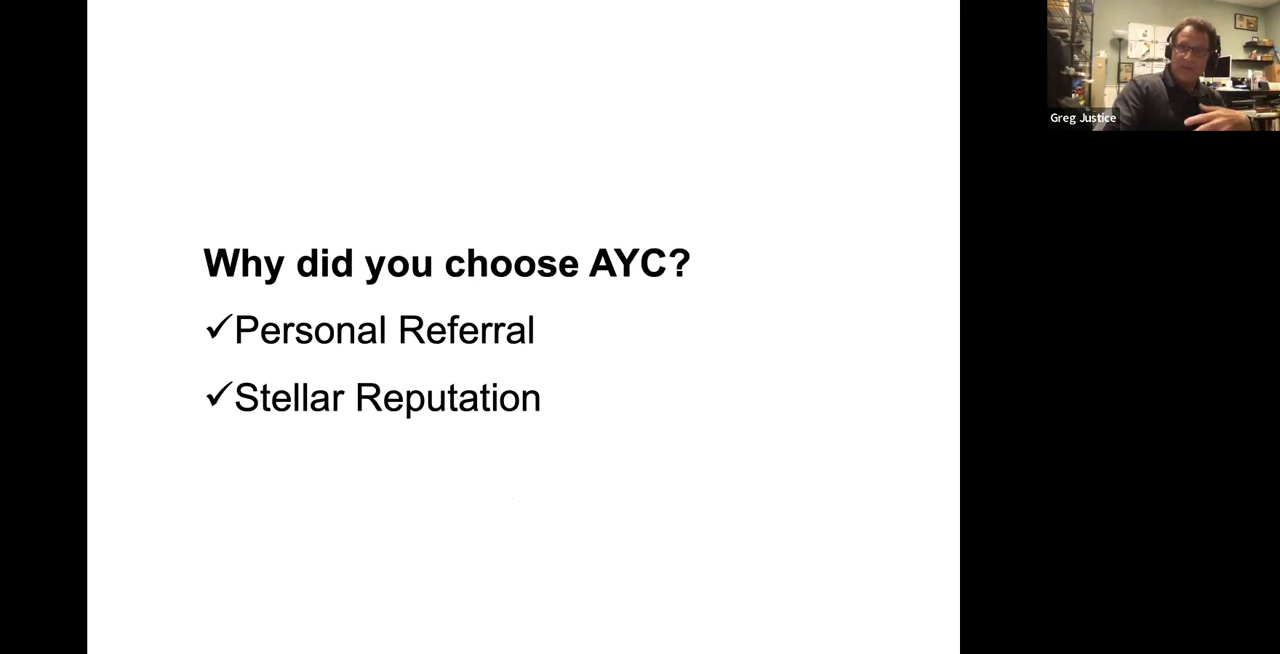 Why did you choose AYC?
✓Personal Referral
✓Stellar Reputation
Greg Justice